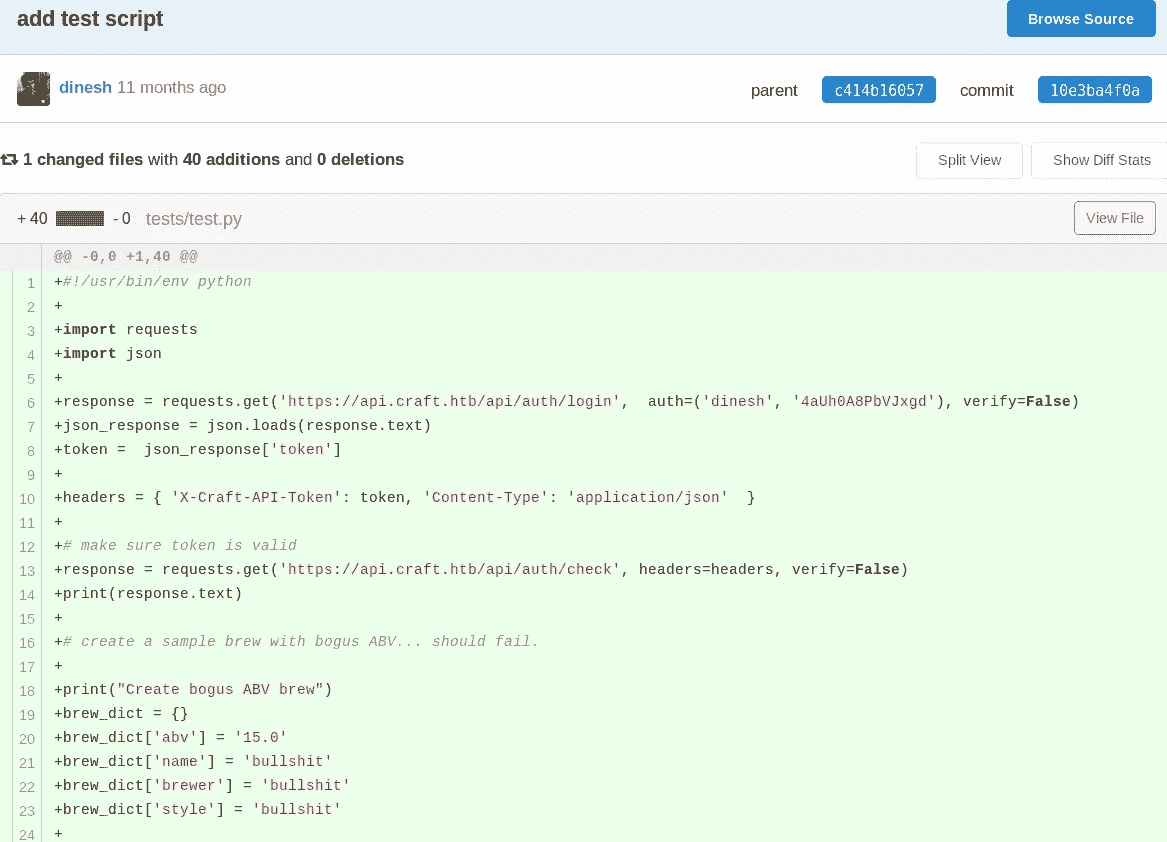 add test script
Browse Source
dinesh 11 months ago
parent c414b16057 commit 10e3ba4f0a
1 changed files with 40 additions and 0 deletions
Split View
Show Diff Stats
+ 40 - 0 tests/test.py
View File
@@ -0,0 +1,40 @@
1 +#!/usr/bin/env python
2 +
3 +import requests
4 +import json
5 +
6 +response = requests.get('https://api.craft.htb/api/auth/login',  auth=('dinesh', '4aUh0A8PbVJxgd'), verify=False)
7 +json_response = json.loads(response.text)
8 +token =  json_response['token']
9 +
10 +headers = { 'X-Craft-API-Token': token, 'Content-Type': 'application/json'  }
11 +
12 +# make sure token is valid
13 +response = requests.get('https://api.craft.htb/api/auth/check', headers=headers, verify=False)
14 +print(response.text)
15 +
16 +# create a sample brew with bogus ABV... should fail.
17 +
18 +print("Create bogus ABV brew")
19 +brew_dict = {}
20 +brew_dict['abv'] = '15.0'
21 +brew_dict['name'] = 'bullshit'
22 +brew_dict['brewer'] = 'bullshit'
23 +brew_dict['style'] = 'bullshit'
24 +